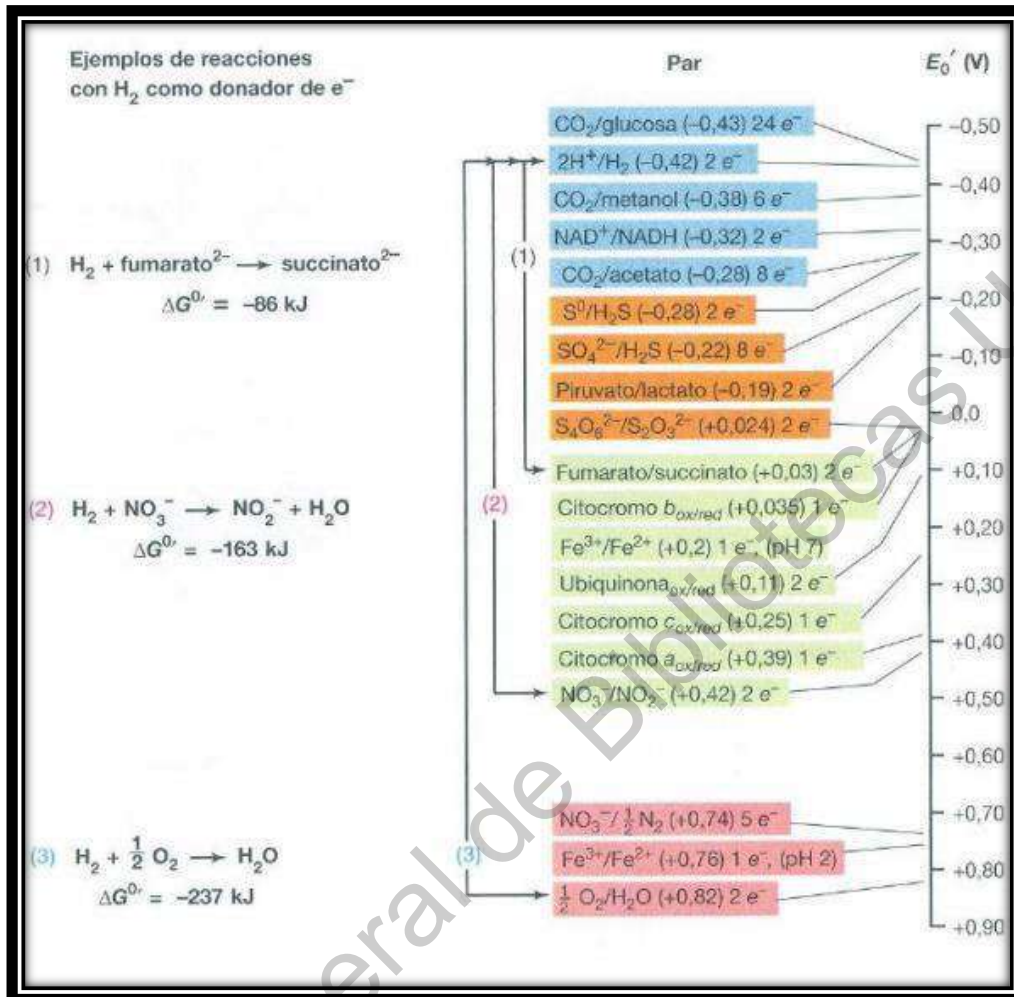 Ejemplos de reacciones
con H₂ como donador de e⁻
(1) H₂ + fumarato²⁻ → succinato²⁻
ΔG⁰′ = –86 kJ
(2) H₂ + NO₃⁻ → NO₂⁻ + H₂O
ΔG⁰′ = –163 kJ
(3) H₂ + ½ O₂ → H₂O
ΔG⁰′ = –237 kJ
(1)
(2)
(3)
Par
CO₂/glucosa (–0,43) 24 e⁻
2H⁺/H₂ (–0,42) 2 e⁻
CO₂/metanol (–0,38) 6 e⁻
NAD⁺/NADH (–0,32) 2 e⁻
CO₂/acetato (–0,28) 8 e⁻
S⁰/H₂S (–0,28) 2 e⁻
SO₄²⁻/H₂S (–0,22) 8 e⁻
Piruvato/lactato (–0,19) 2 e⁻
S₄O₆²⁻/S₂O₃²⁻ (+0,024) 2 e⁻
Fumarato/succinato (+0,03) 2 e⁻
Citocromo b ox/red (+0,035) 1 e⁻
Fe³⁺/Fe²⁺ (+0,2) 1 e⁻, (pH 7)
Ubiquinona ox/red (+0,11) 2 e⁻
Citocromo c ox/red (+0,25) 1 e⁻
Citocromo a ox/red (+0,39) 1 e⁻
NO₃⁻/NO₂⁻ (+0,42) 2 e⁻
NO₃⁻/½ N₂ (+0,74) 5 e⁻
Fe³⁺/Fe²⁺ (+0,76) 1 e⁻, (pH 2)
½ O₂/H₂O (+0,82) 2 e⁻
E₀′ (V)
–0,50
–0,40
–0,30
–0,20
–0,10
0,0
+0,10
+0,20
+0,30
+0,40
+0,50
+0,60
+0,70
+0,80
+0,90
eral de Bibliotecas U